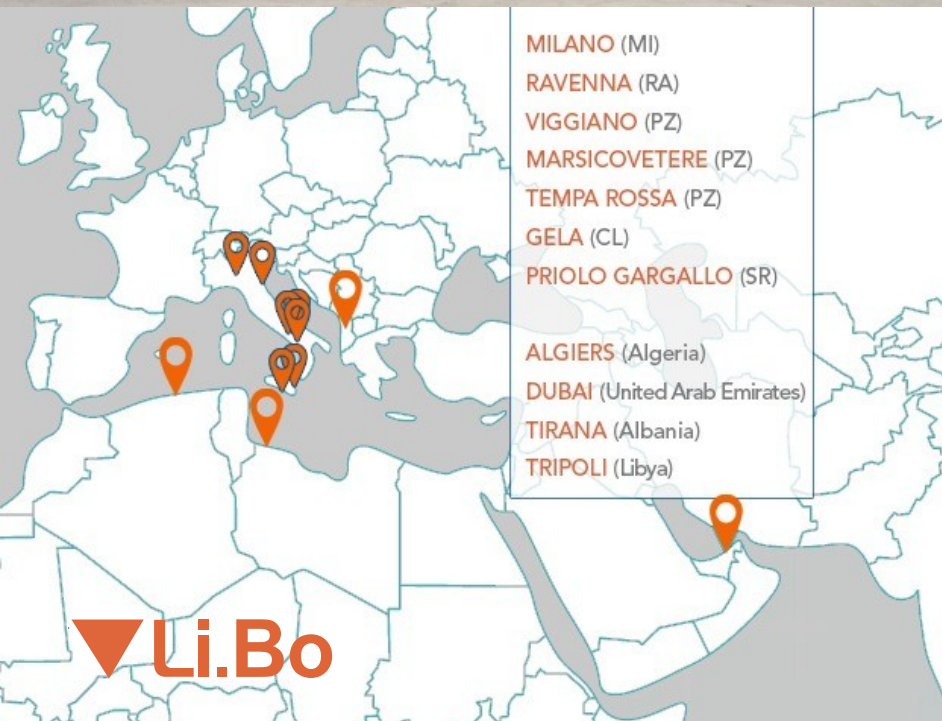 MILANO (MI)
RAVENNA (RA)
VIGGIANO (PZ)
MARSICOVETERE (PZ)
TEMPA ROSSA (PZ)
GELA (CL)
PRIOLO GARGALLO (SR)
ALGIERS (Algeria)
DUBAI (United Arab Emirates)
TIRANA (Albania)
TRIPOLI (Libya)
Li.Bo